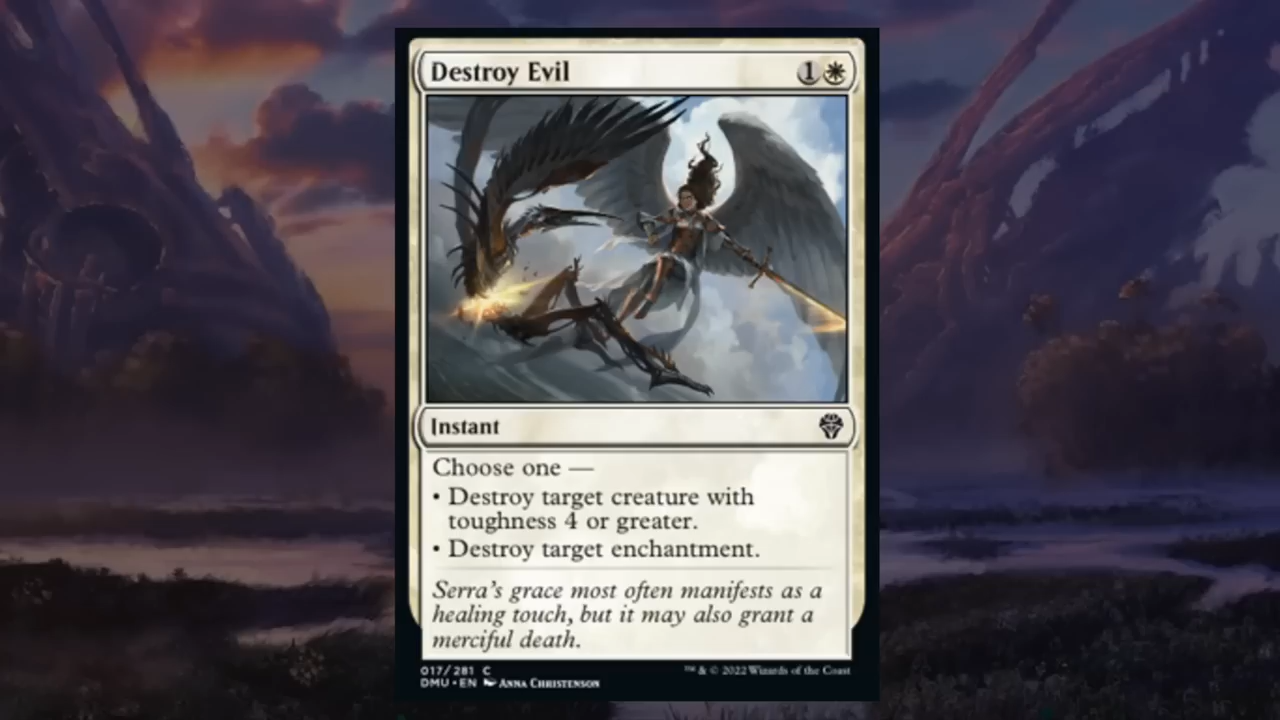 Destroy Evil 1
Instant
Choose one —
• Destroy target creature with
toughness 4 or greater.
• Destroy target enchantment.
Serra's grace most often manifests as a
healing touch, but it may also grant a
merciful death.
017/281 C ™ & © 2022 Wizards of the Coast
DMU • EN Anna Christenson